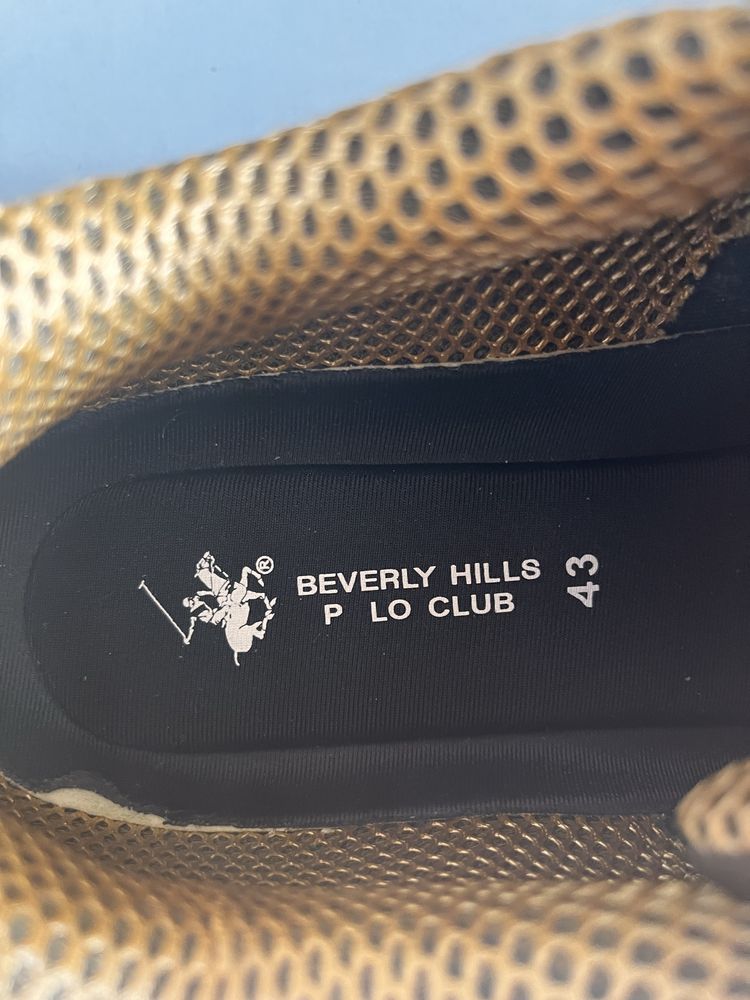 ®
BEVERLY HILLS
P LO CLUB
43